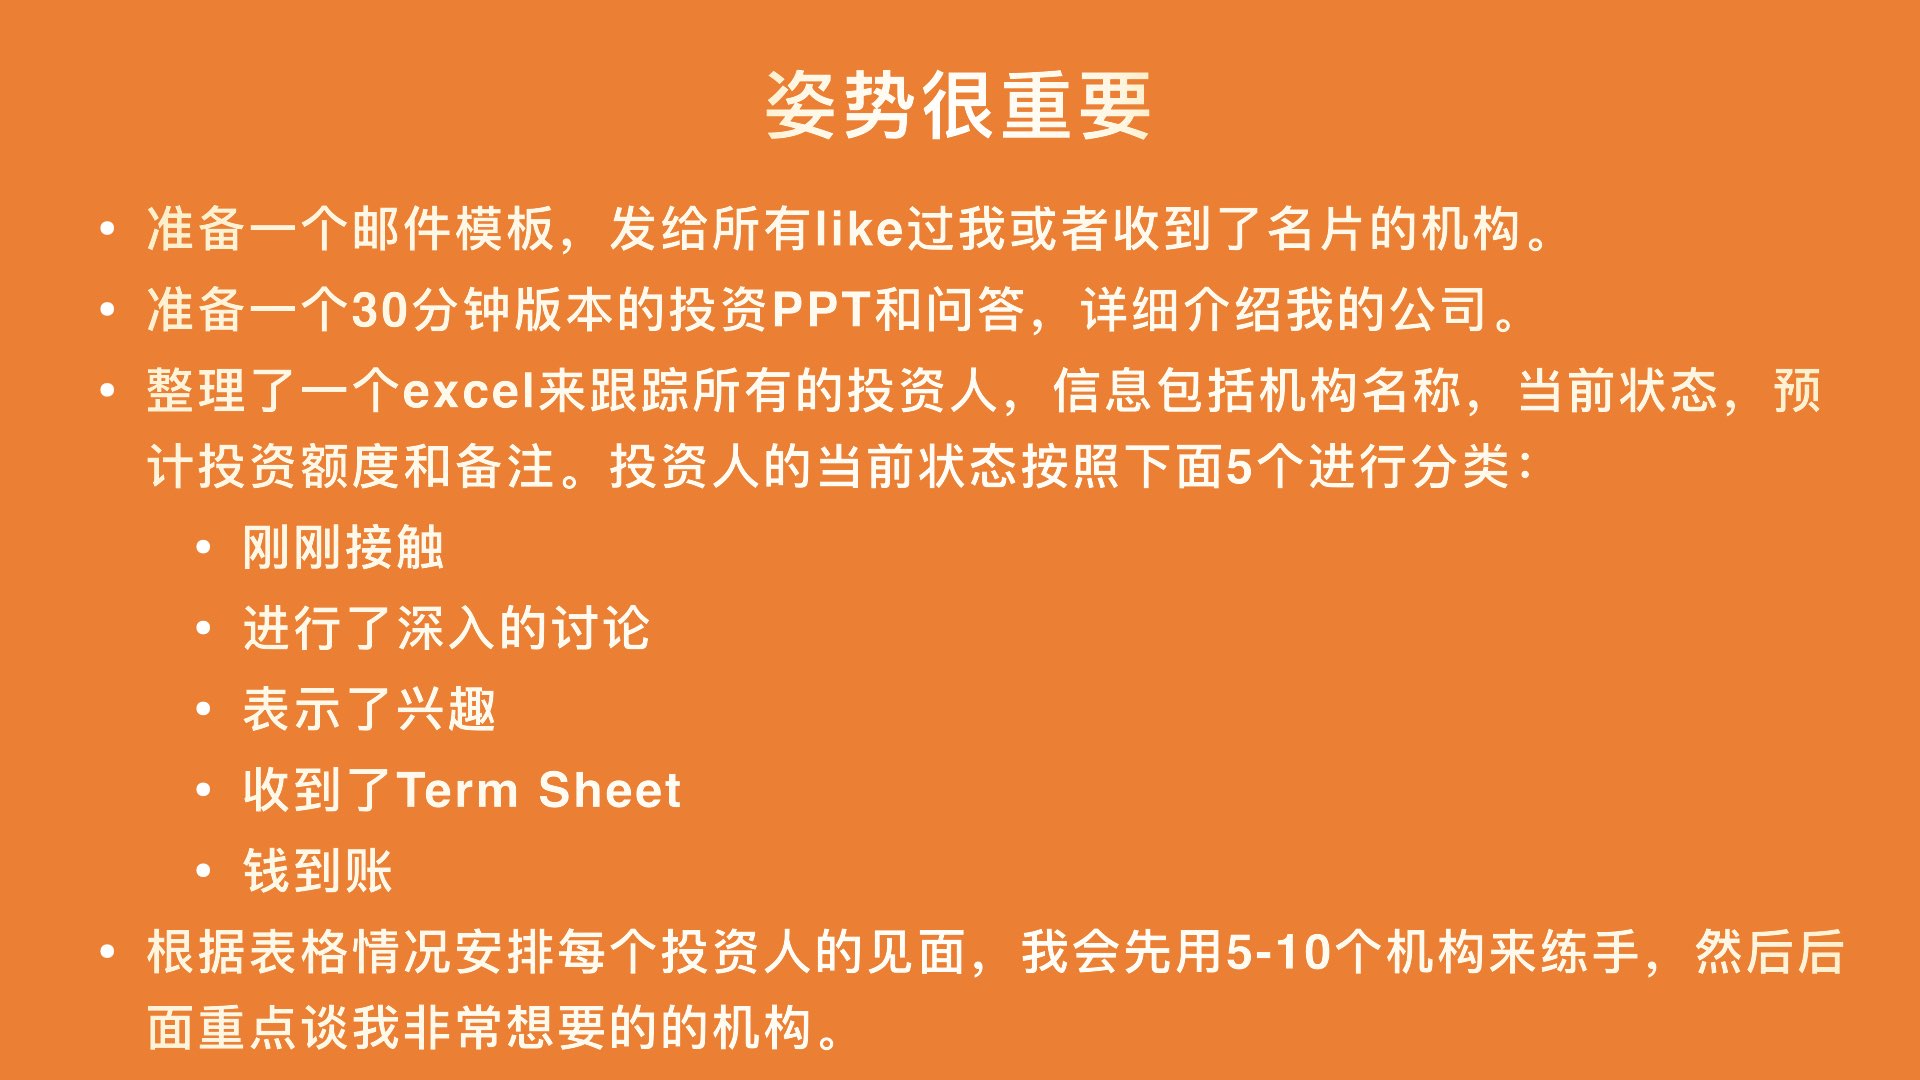 姿势很重要
• 准备一个邮件模板，发给所有like过我或者收到了名片的机构。
• 准备一个30分钟版本的投资PPT和问答，详细介绍我的公司。
• 整理了一个excel来跟踪所有的投资人，信息包括机构名称，当前状态，预
计投资额度和备注。投资人的当前状态按照下面5个进行分类：
• 刚刚接触
• 进行了深入的讨论
• 表示了兴趣
• 收到了Term Sheet
• 钱到账
• 根据表格情况安排每个投资人的见面，我会先用5-10个机构来练手，然后后
面重点谈我非常想要的的机构。